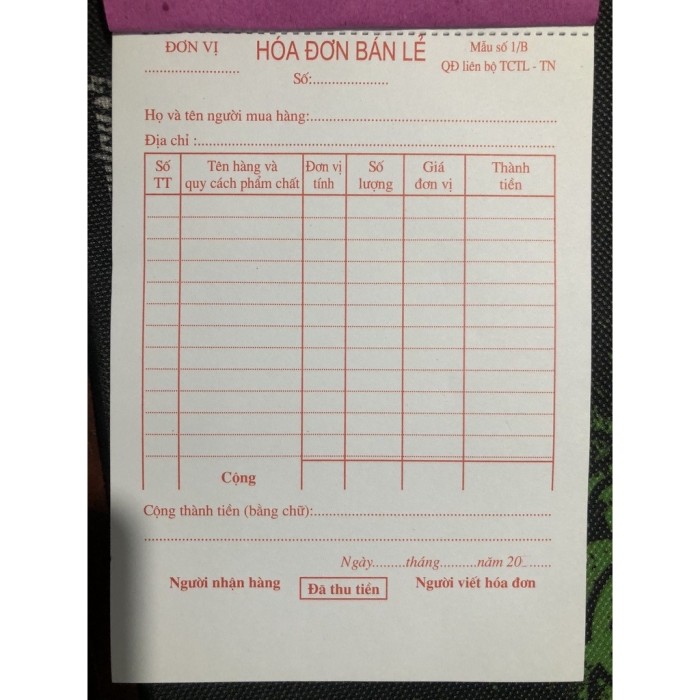 ĐƠN VỊ
........................
HÓA ĐƠN BÁN LẺ
Số:....................
Mẫu số 1/B
QĐ liên bộ TCTL - TN
Họ và tên người mua hàng:................................................................
Địa chỉ :............................................................................................
Số TT
Tên hàng và quy cách phẩm chất
Đơn vị tính
Số lượng
Giá đơn vị
Thành tiền
Cộng
Cộng thành tiền (bằng chữ):...............................................................
Ngày.........tháng..........năm 20.......
Người nhận hàng
Đã thu tiền
Người viết hóa đơn